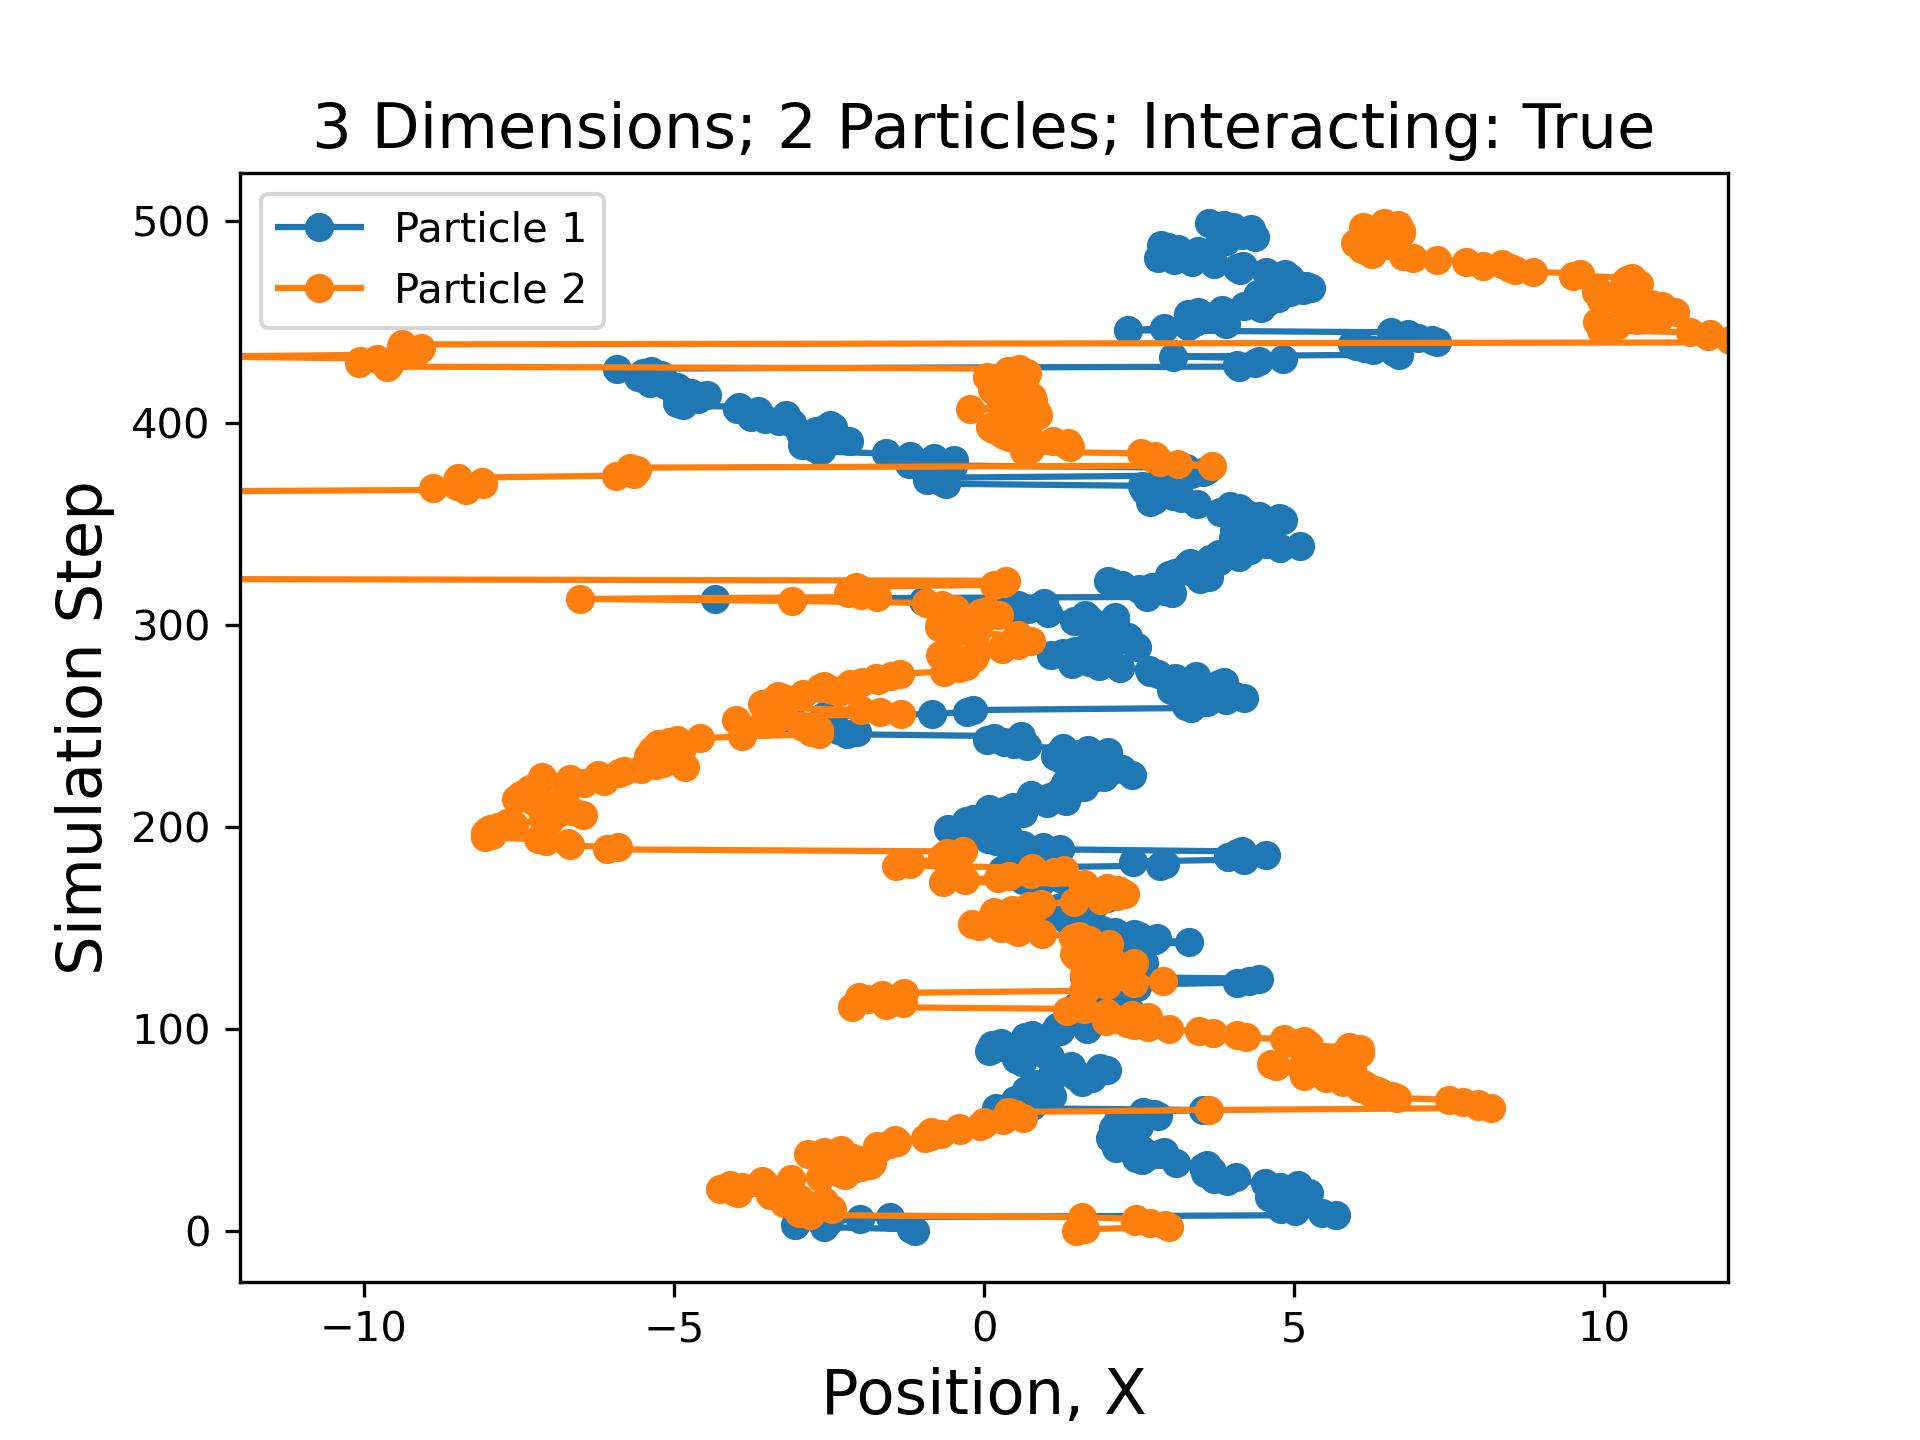 3 Dimensions; 2 Particles; Interacting: True
Particle 1
Particle 2
Simulation Step
500
400
300
200
100
0
−10
−5
0
5
10
Position, X